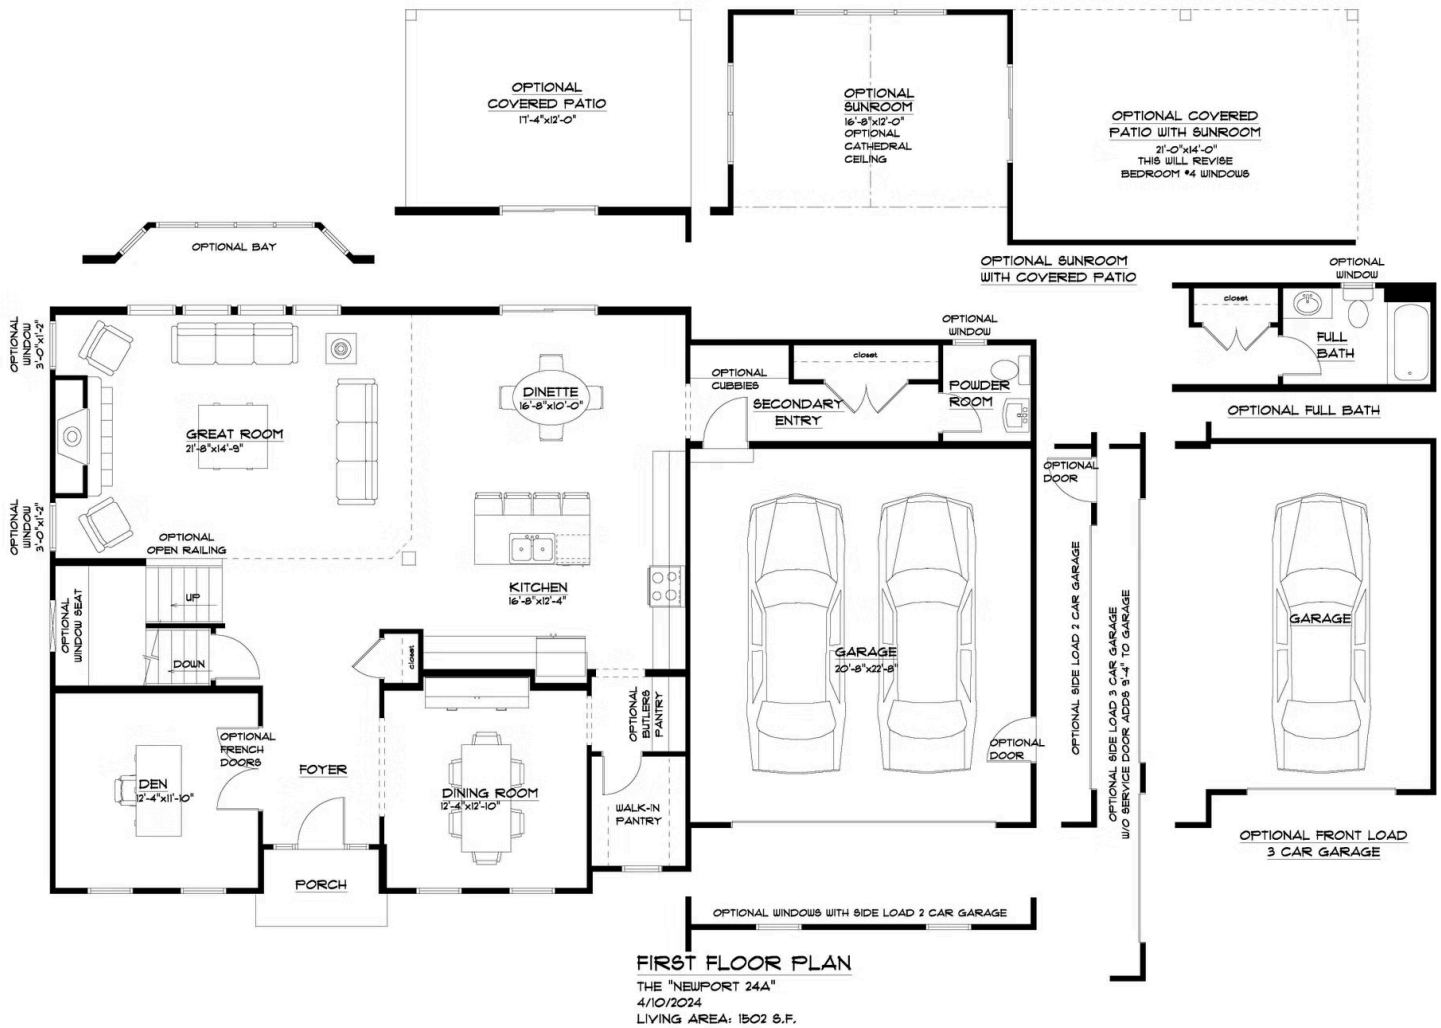 OPTIONAL
COVERED PATIO
17'-4"x12'-0"
OPTIONAL
SUNROOM
16'-8"x12'-0"
OPTIONAL
CATHEDRAL
CEILING
OPTIONAL COVERED
PATIO WITH SUNROOM
21'-0"x14'-0"
THIS WILL REVISE
BEDROOM #4 WINDOWS
OPTIONAL BAY
OPTIONAL SUNROOM
WITH COVERED PATIO
OPTIONAL
WINDOW
closet
FULL
BATH
OPTIONAL FULL BATH
OPTIONAL
WINDOW
3'-0"x1'-2"
OPTIONAL
WINDOW
closet
OPTIONAL
CUBBIES
SECONDARY
ENTRY
POWDER
ROOM
DINETTE
16'-8"x10'-0"
GREAT ROOM
21'-8"x14'-9"
OPTIONAL
WINDOW
3'-0"x1'-2"
OPTIONAL
OPEN RAILING
KITCHEN
16'-8"x12'-4"
OPTIONAL
WINDOW SEAT
UP
DOWN
closet
GARAGE
20'-8"x22'-8"
OPTIONAL
DOOR
OPTIONAL
DOOR
OPTIONAL SIDE LOAD 2 CAR GARAGE
OPTIONAL SIDE LOAD 3 CAR GARAGE
W/O SERVICE DOOR ADDS 9'-4" TO GARAGE
GARAGE
OPTIONAL FRONT LOAD
3 CAR GARAGE
OPTIONAL
BUTLERS
PANTRY
OPTIONAL
FRENCH
DOORS
DEN
12'-4"x11'-10"
FOYER
DINING ROOM
12'-4"x12'-10"
WALK-IN
PANTRY
PORCH
OPTIONAL WINDOWS WITH SIDE LOAD 2 CAR GARAGE
FIRST FLOOR PLAN
THE "NEWPORT 24A"
4/10/2024
LIVING AREA: 1502 S.F.